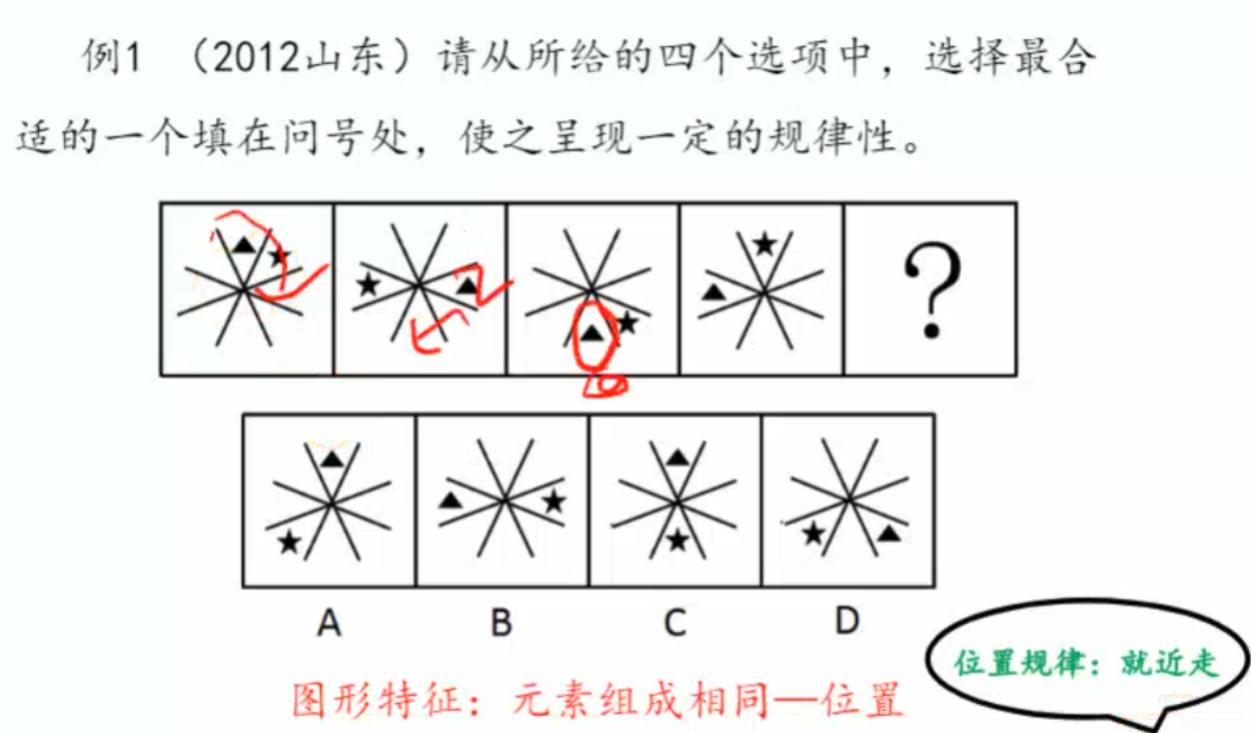 例1 （2012山东）请从所给的四个选项中，选择最合
适的一个填在问号处，使之呈现一定的规律性。
?
A B C D
位置规律：就近走
图形特征：元素组成相同—位置